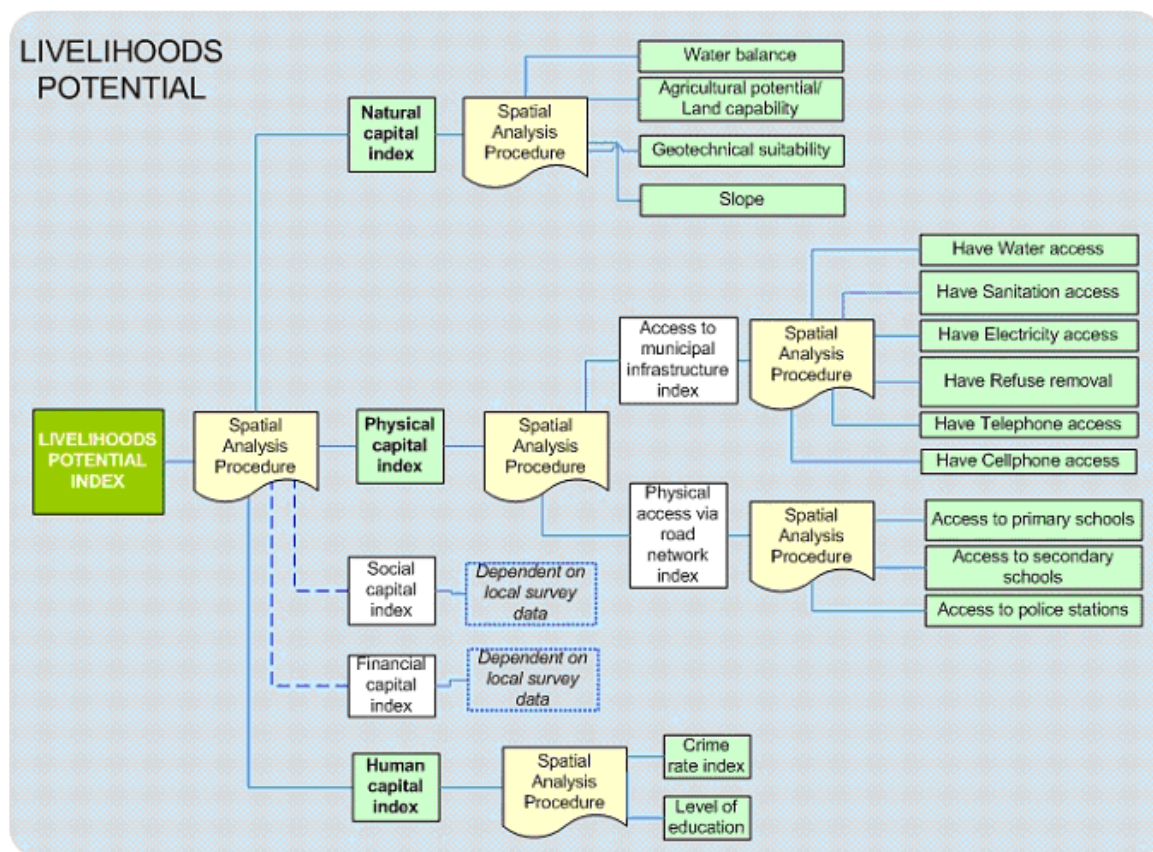 LIVELIHOODS
POTENTIAL
Natural
capital
index
Spatial
Analysis
Procedure
Water balance
Agricultural potential/
Land capability
Geotechnical suitability
Slope
LIVELIHOODS
POTENTIAL
INDEX
Spatial
Analysis
Procedure
Physical
capital
index
Spatial
Analysis
Procedure
Access to
municipal
infrastructure
index
Spatial
Analysis
Procedure
Have Water access
Have Sanitation access
Have Electricity access
Have Refuse removal
Have Telephone access
Have Cellphone access
Physical
access via
road
network
index
Spatial
Analysis
Procedure
Access to primary schools
Access to secondary
schools
Access to police stations
Social
capital
index
Dependent on
local survey
data
Financial
capital
index
Dependent on
local survey
data
Human
capital
index
Spatial
Analysis
Procedure
Crime
rate index
Level of
education